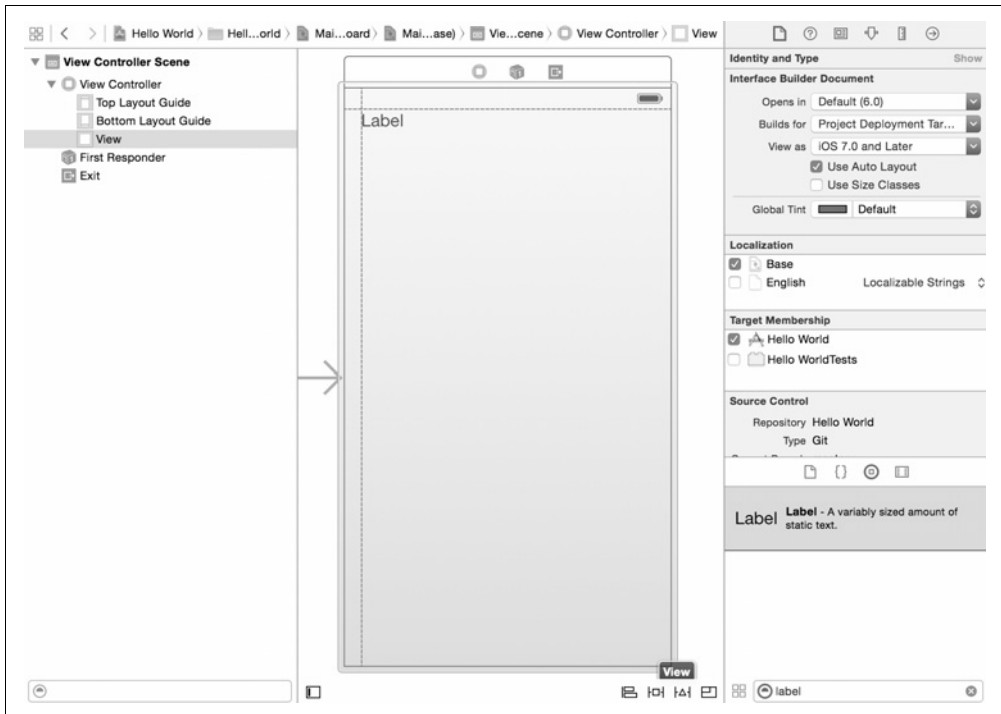 Hello World Hell...orld Mai...oard) Mai...ase) Vie...cene View Controller View
View Controller Scene
View Controller
Top Layout Guide
Bottom Layout Guide
View
First Responder
Exit
Label
View
Identity and Type Show
Interface Builder Document
Opens in Default (6.0)
Builds for Project Deployment Tar...
View as iOS 7.0 and Later
Use Auto Layout
Use Size Classes
Global Tint Default
Localization
Base
English Localizable Strings
Target Membership
Hello World
Hello WorldTests
Source Control
Repository Hello World
Type Git
Label Label - A variably sized amount of
static text.
label